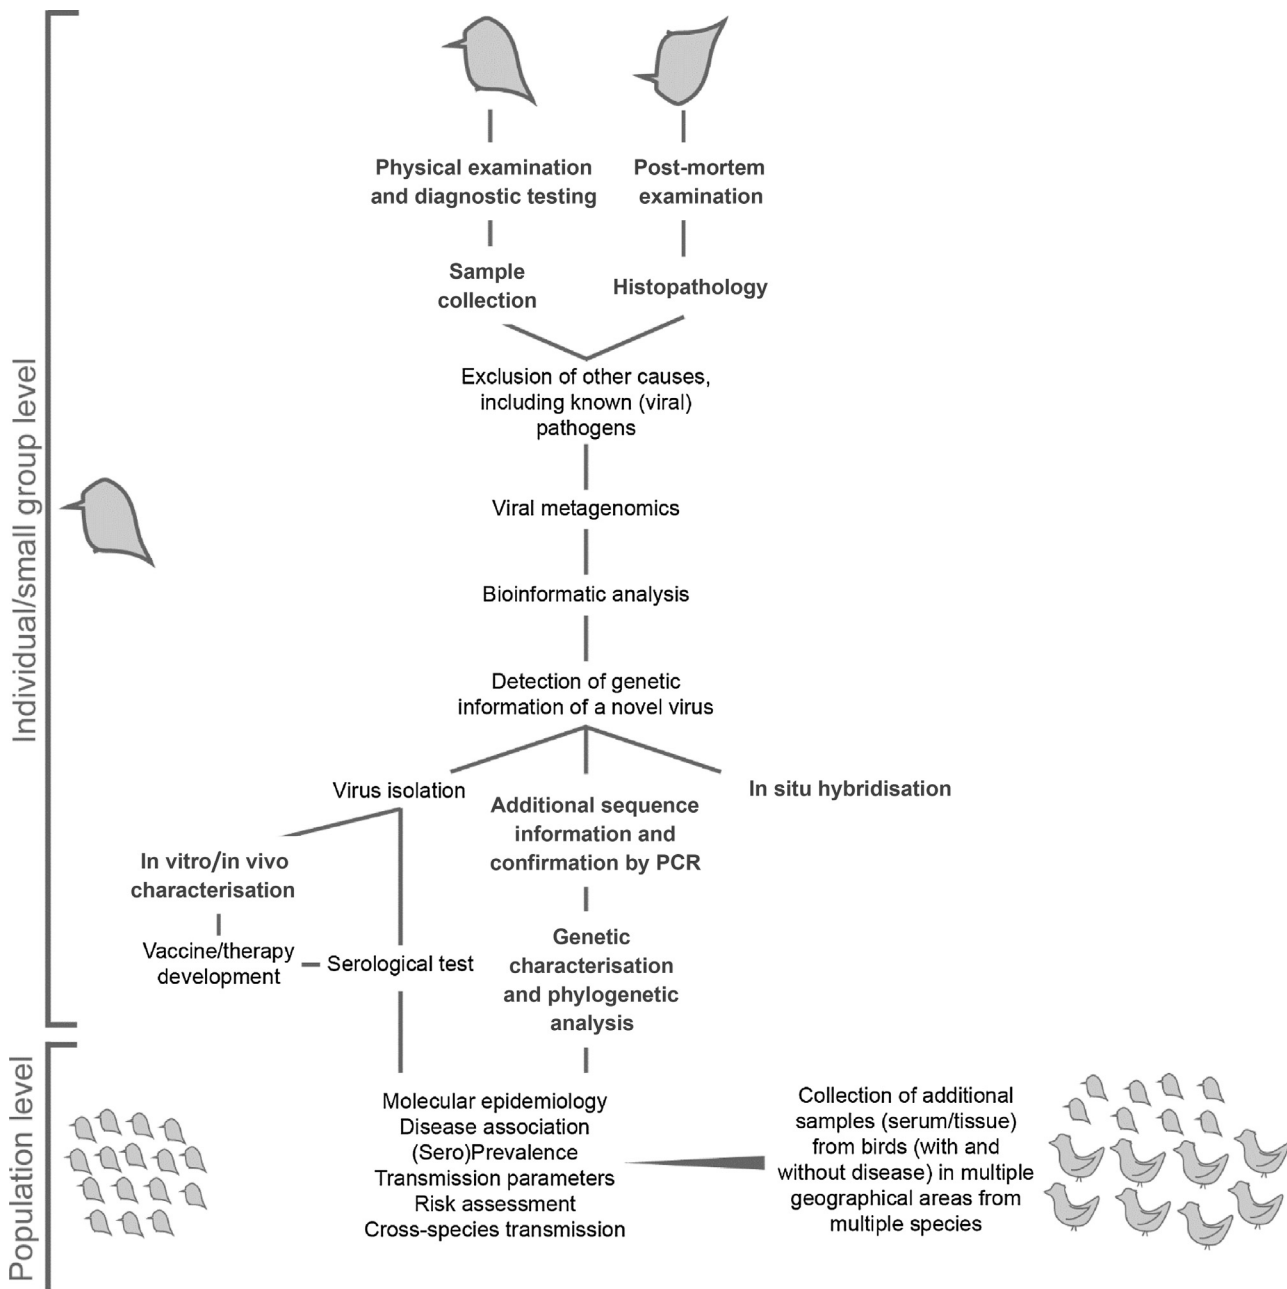 Individual/small group level
Physical examination
and diagnostic testing
Post-mortem
examination
Sample
collection
Histopathology
Exclusion of other causes,
including known (viral)
pathogens
Viral metagenomics
Bioinformatic analysis
Detection of genetic
information of a novel virus
Virus isolation
Additional sequence
information and
confirmation by PCR
In situ hybridisation
In vitro/in vivo
characterisation
Vaccine/therapy
development
Serological test
Genetic
characterisation
and phylogenetic
analysis
Population level
Molecular epidemiology
Disease association
(Sero)Prevalence
Transmission parameters
Risk assessment
Cross-species transmission
Collection of additional
samples (serum/tissue)
from birds (with and
without disease) in multiple
geographical areas from
multiple species